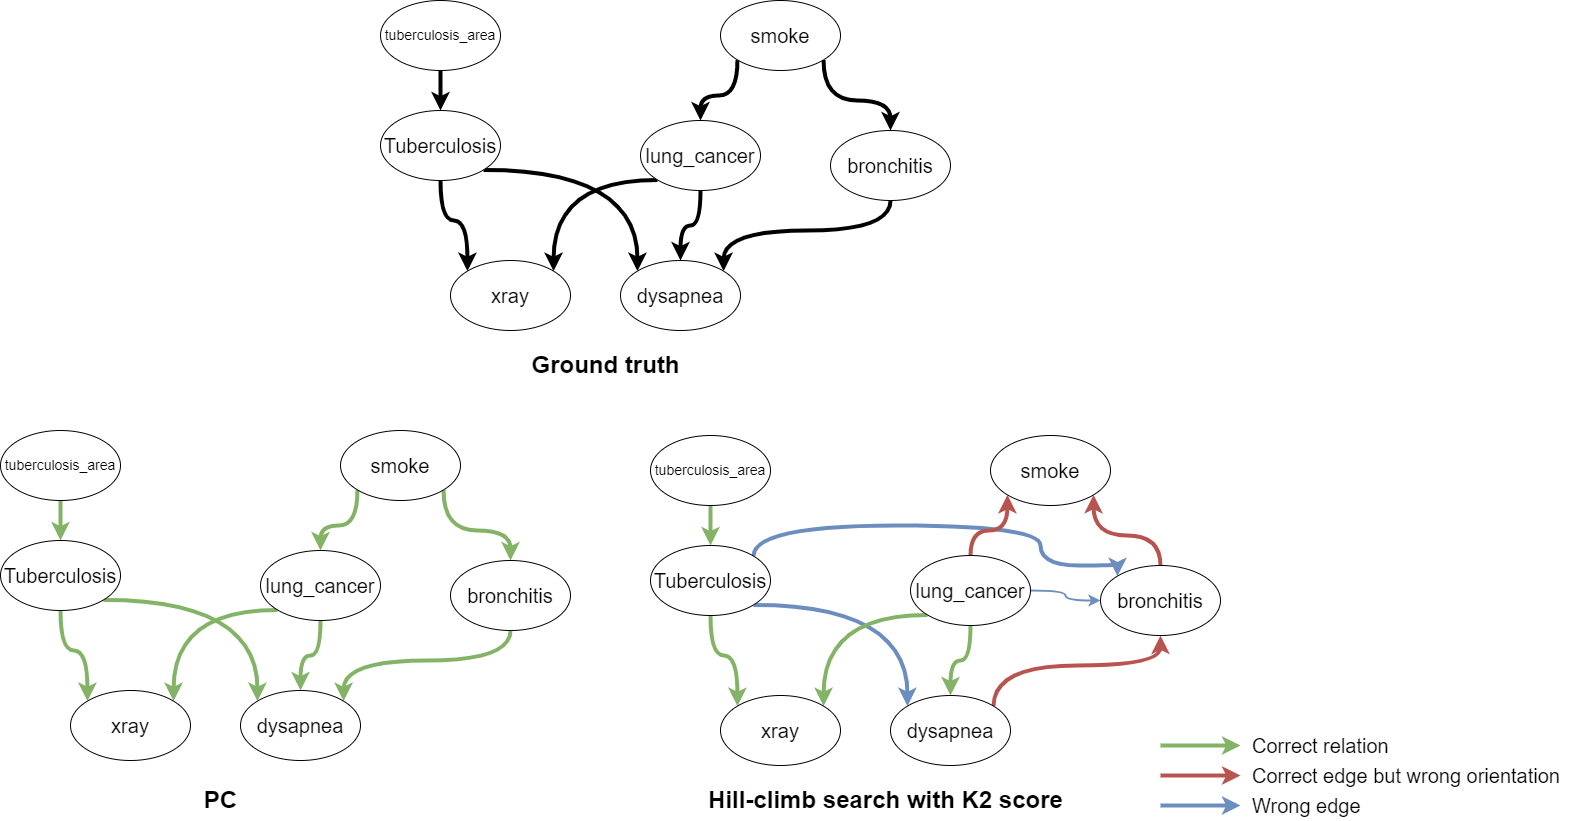 tuberculosis_area
smoke
Tuberculosis
lung_cancer
bronchitis
xray
dysapnea
Ground truth
tuberculosis_area
smoke
Tuberculosis
lung_cancer
bronchitis
xray
dysapnea
PC
tuberculosis_area
smoke
Tuberculosis
lung_cancer
bronchitis
xray
dysapnea
Hill-climb search with K2 score
Correct relation
Correct edge but wrong orientation
Wrong edge